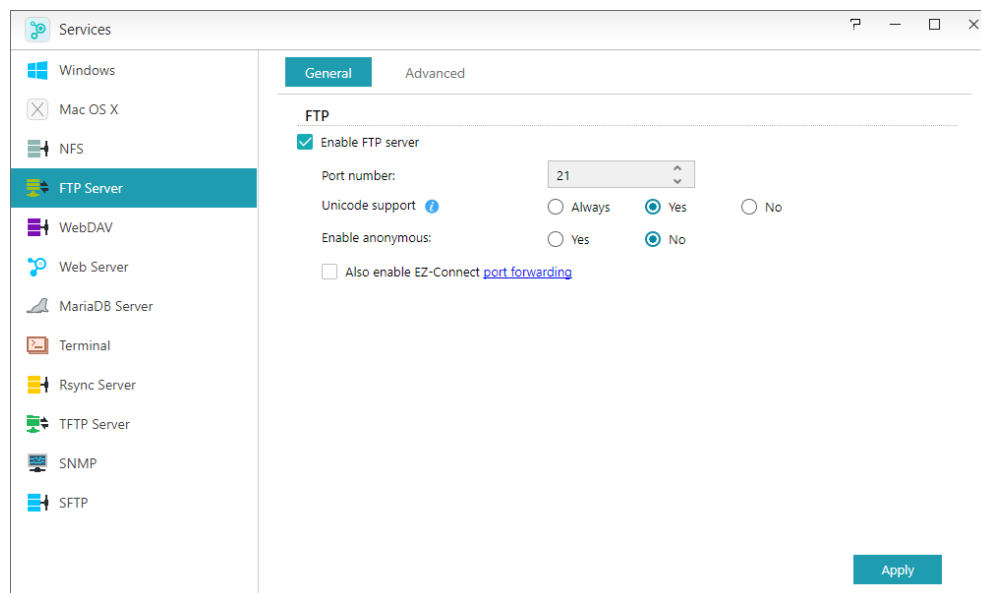 Services
Windows
Mac OS X
NFS
FTP Server
WebDAV
Web Server
MariaDB Server
Terminal
Rsync Server
TFTP Server
SNMP
SFTP
General Advanced
FTP
Enable FTP server
Port number: 21
Unicode support Always Yes No
Enable anonymous: Yes No
Also enable EZ-Connect port forwarding
Apply